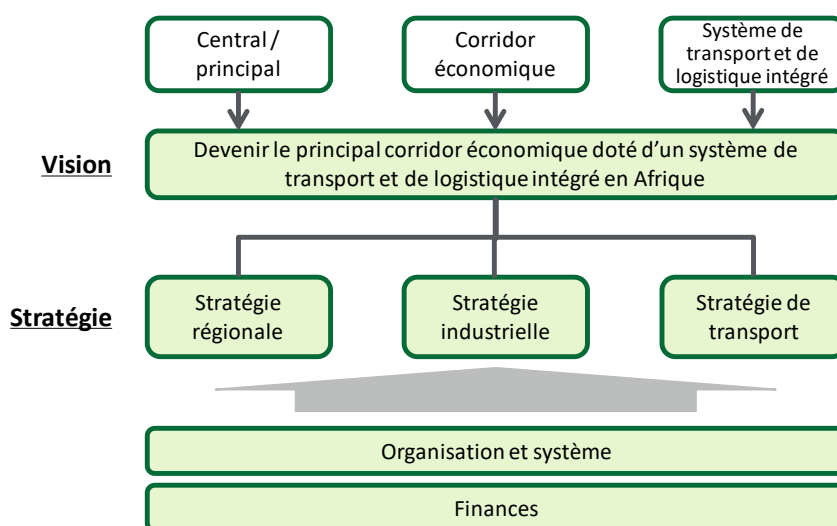 Central /
principal
Corridor
économique
Système de
transport et de
logistique intégré
Vision
Devenir le principal corridor économique doté d'un système de
transport et de logistique intégré en Afrique
Stratégie
Stratégie
régionale
Stratégie
industrielle
Stratégie de
transport
Organisation et système
Finances